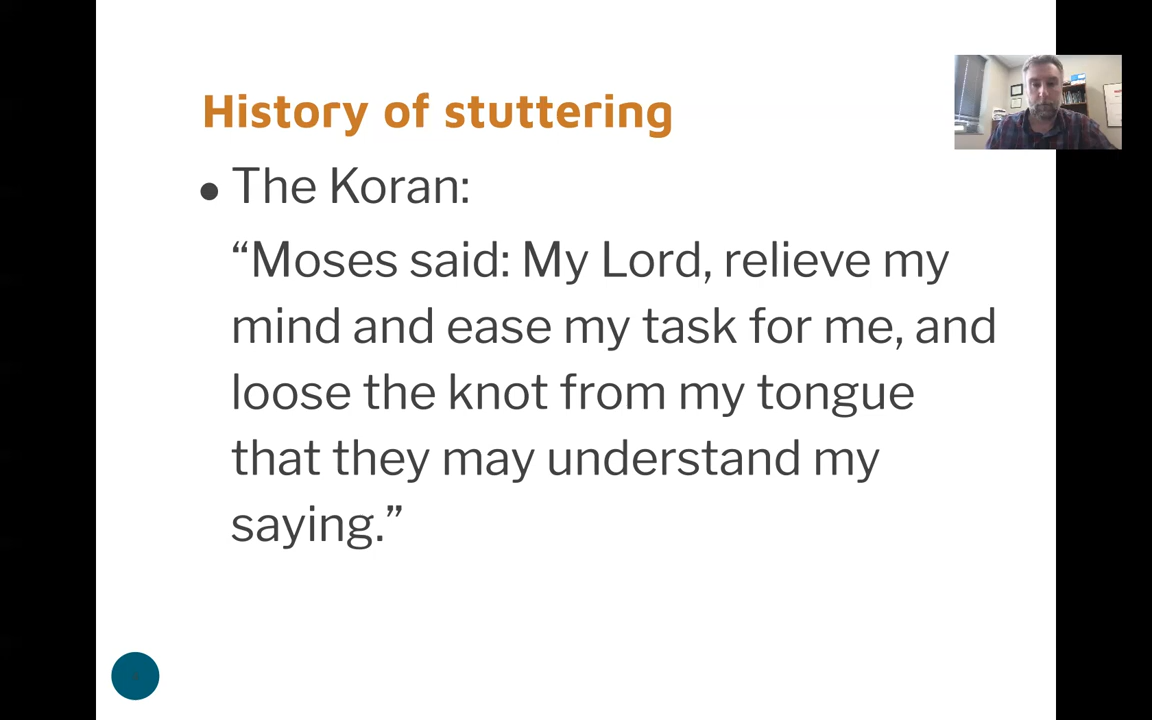 History of stuttering
• The Koran:
“Moses said: My Lord, relieve my
mind and ease my task for me, and
loose the knot from my tongue
that they may understand my
saying.”